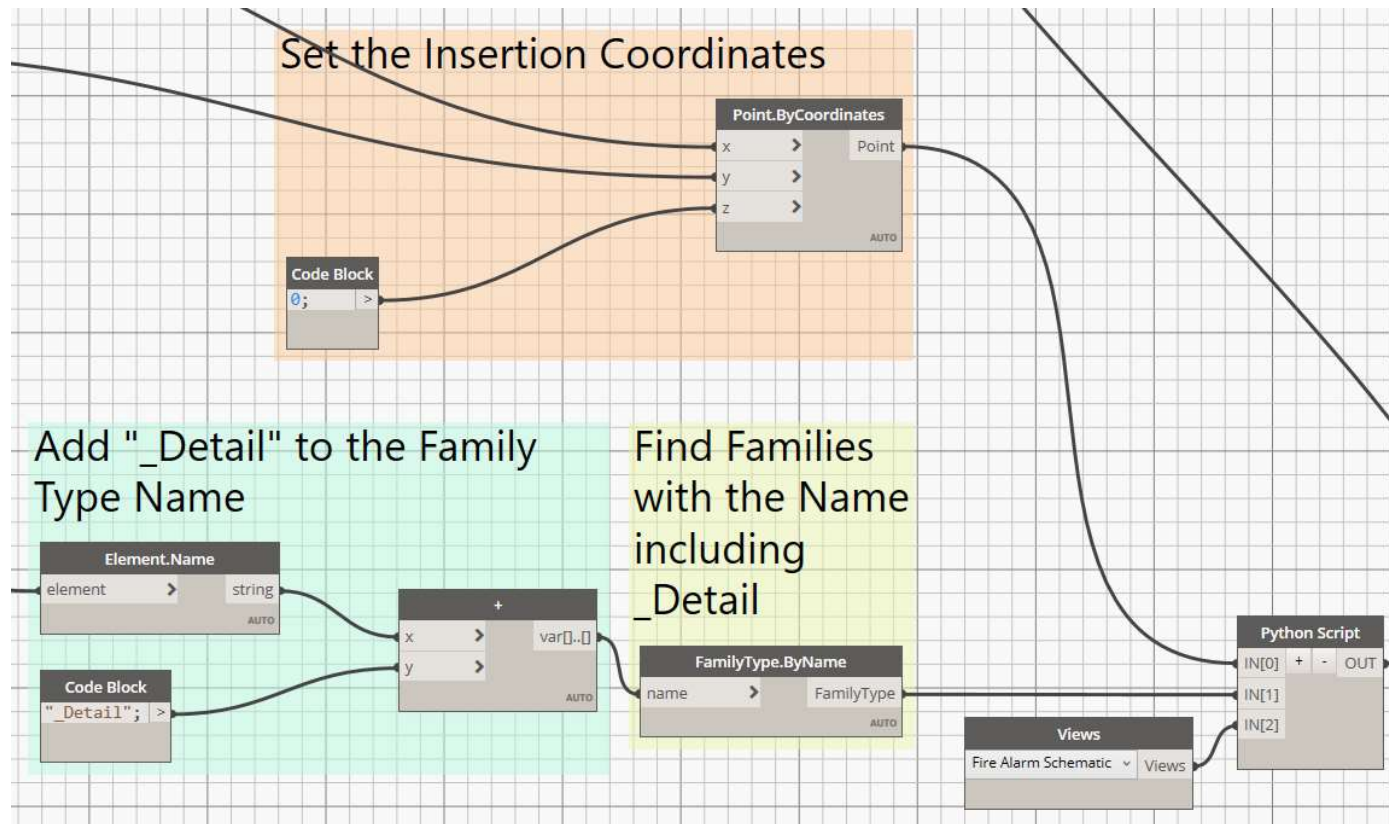 Set the Insertion Coordinates
Point.ByCoordinates
x > Point
y >
z >
AUTO
Code Block
0; >
Add "_Detail" to the Family
Type Name
Element.Name
element > string
AUTO
Code Block
"_Detail"; >
+
x > var[]..[]
y >
AUTO
Find Families
with the Name
including
_Detail
FamilyType.ByName
name > FamilyType
AUTO
Views
Fire Alarm Schematic Views
Python Script
IN[0] + - OUT
IN[1]
IN[2]